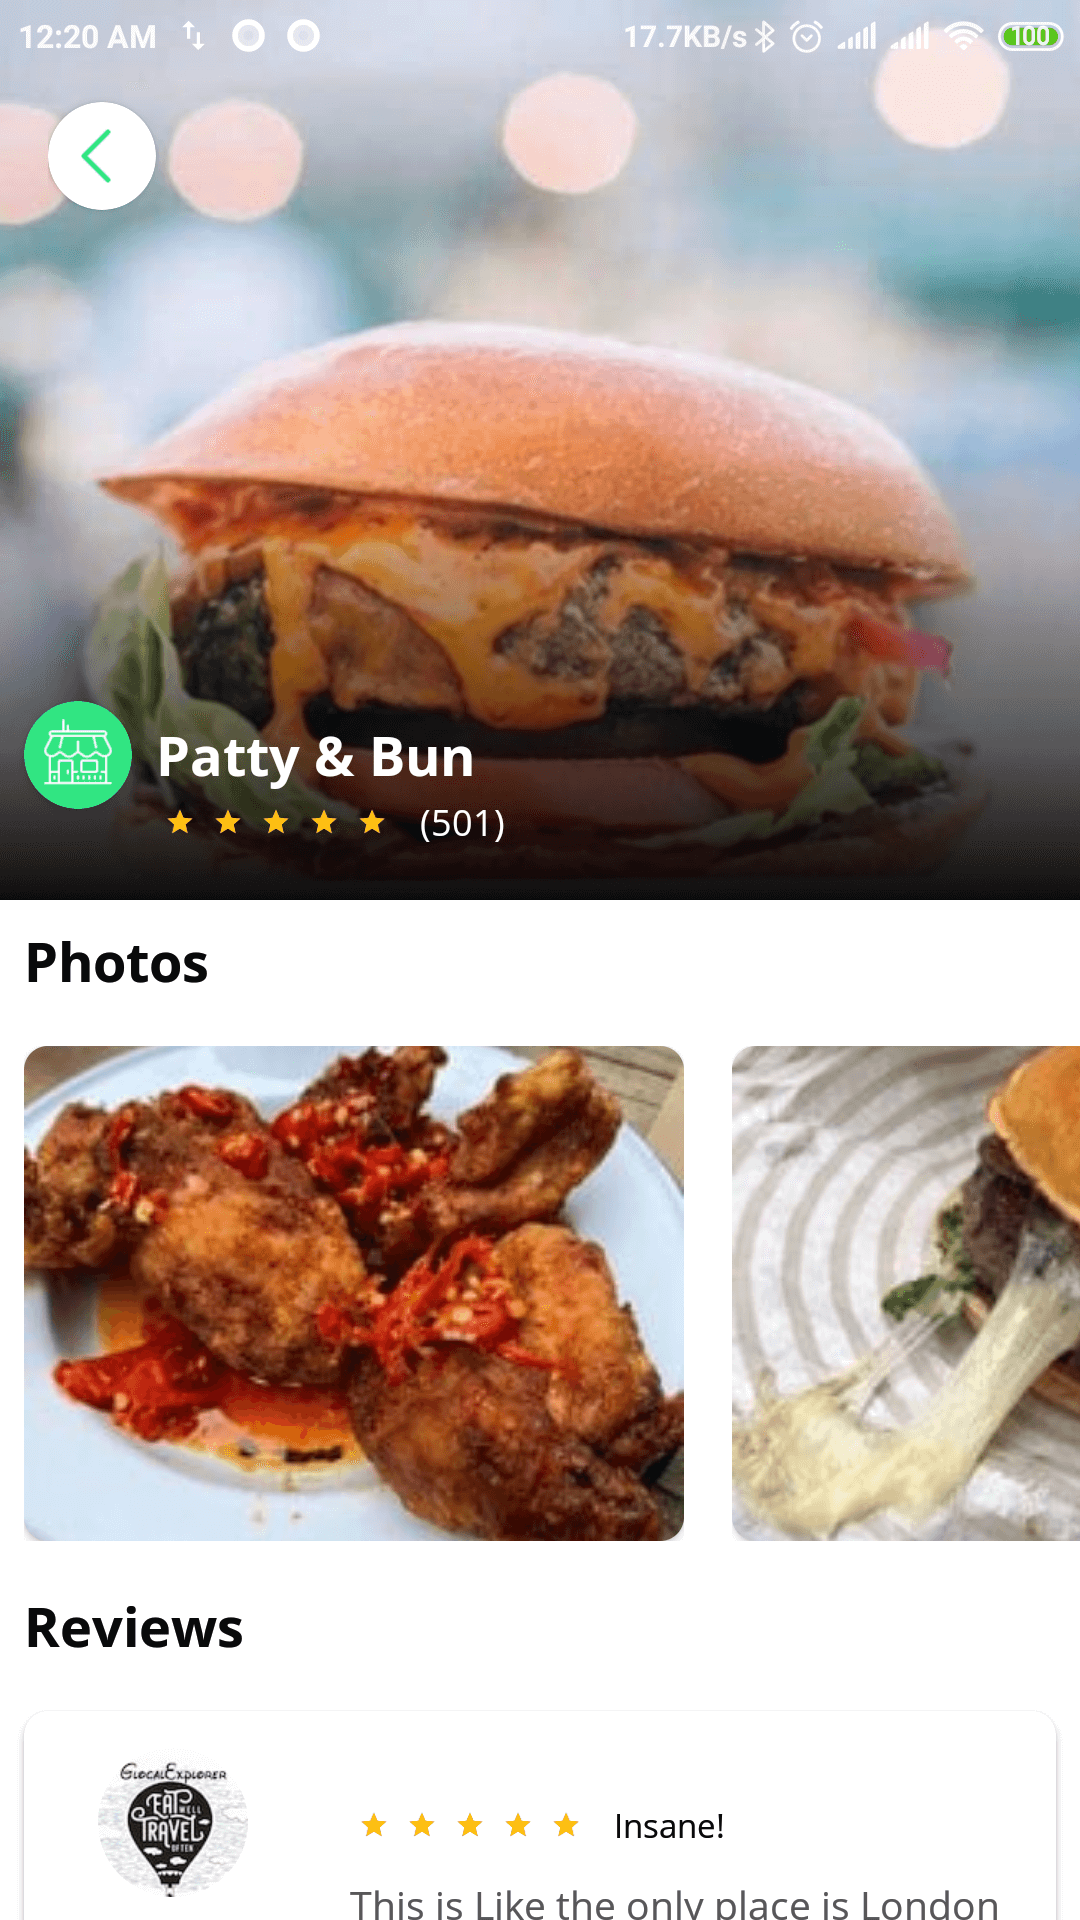 12:20 AM
17.7KB/s
100
Patty & Bun
(501)
Photos
Reviews
GLOCALEXPLORER
EAT
WELL
TRAVEL
OFTEN
Insane!
This is Like the only place is London